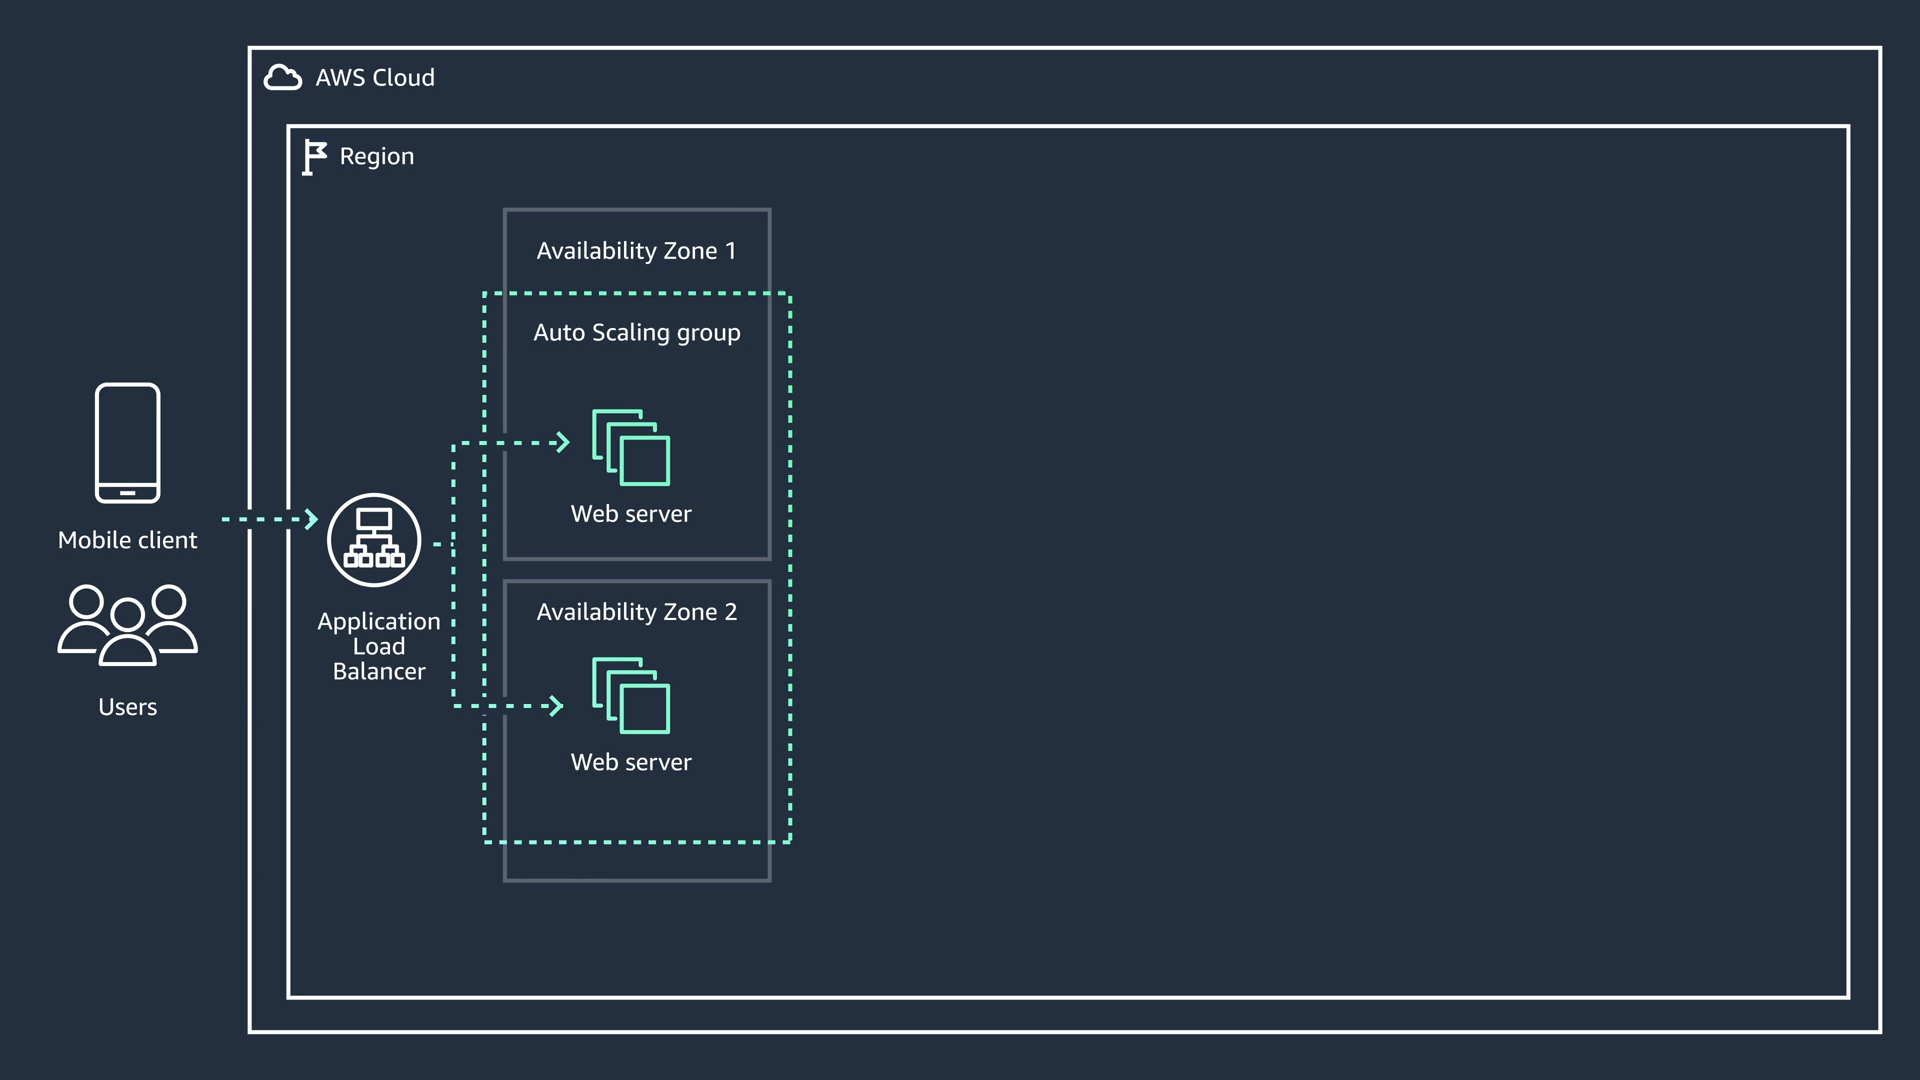 AWS Cloud
Region
Availability Zone 1
Auto Scaling group
Web server
Mobile client
Application
Load
Balancer
Availability Zone 2
Web server
Users